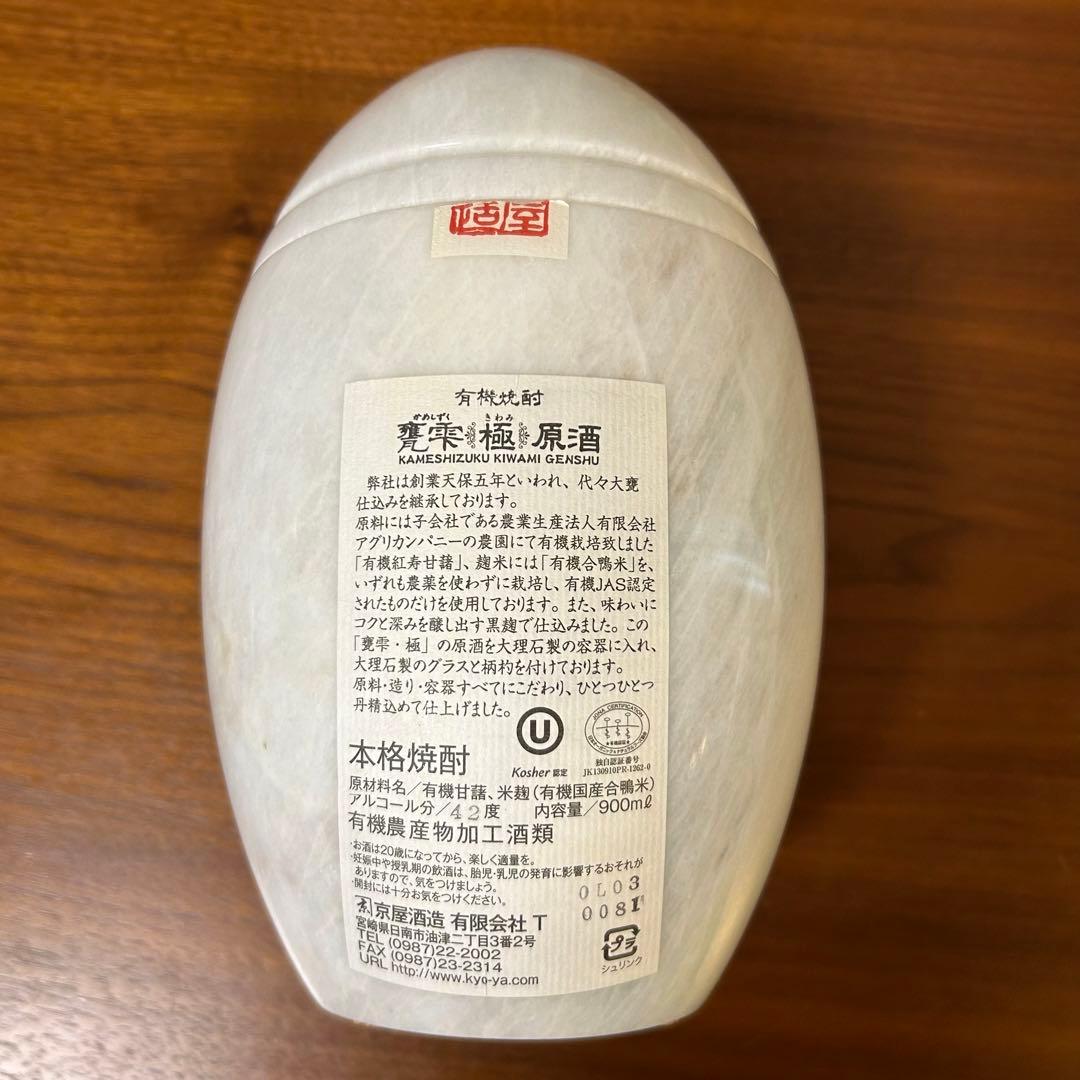 造屋
有機焼酎
かめしずく きわみ
甕雫 極 原酒
KAMESHIZUKU KIWAMI GENSHU
弊社は創業天保五年といわれ、代々大甕
仕込みを継承しております。
原料には子会社である農業生産法人有限会社
アグリカンパニーの農園にて有機栽培致しました
「有機紅寿甘藷」、麹米には「有機合鴨米」を、
いずれも農薬を使わずに栽培し、有機JAS認定
されたものだけを使用しております。また、味わいに
コクと深みを醸し出す黒麹で仕込みました。この
「甕雫・極」の原酒を大理石製の容器に入れ、
大理石製のグラスと柄杓を付けております。
原料・造り・容器すべてにこだわり、ひとつひとつ
丹精込めて仕上げました。
U
Kosher 認定
JONA CERTIFICATION
★有機認証★
独自認証番号
JK130910PR-1262-0
本格焼酎
原材料名/有機甘藷、米麹(有機国産合鴨米)
アルコール分/42度 内容量/900mℓ
有機農産物加工酒類
・お酒は20歳になってから、楽しく適量を。
・妊娠中や授乳期の飲酒は、胎児・乳児の発育に影響するおそれが
ありますので、気をつけましょう。
・開封には十分お気をつけください。
0L03
0081
京屋酒造 有限会社 T
宮崎県日南市油津二丁目3番2号
TEL (0987)22-2002
FAX (0987)23-2314
URL http://www.kyo-ya.com
プラ
シュリンク